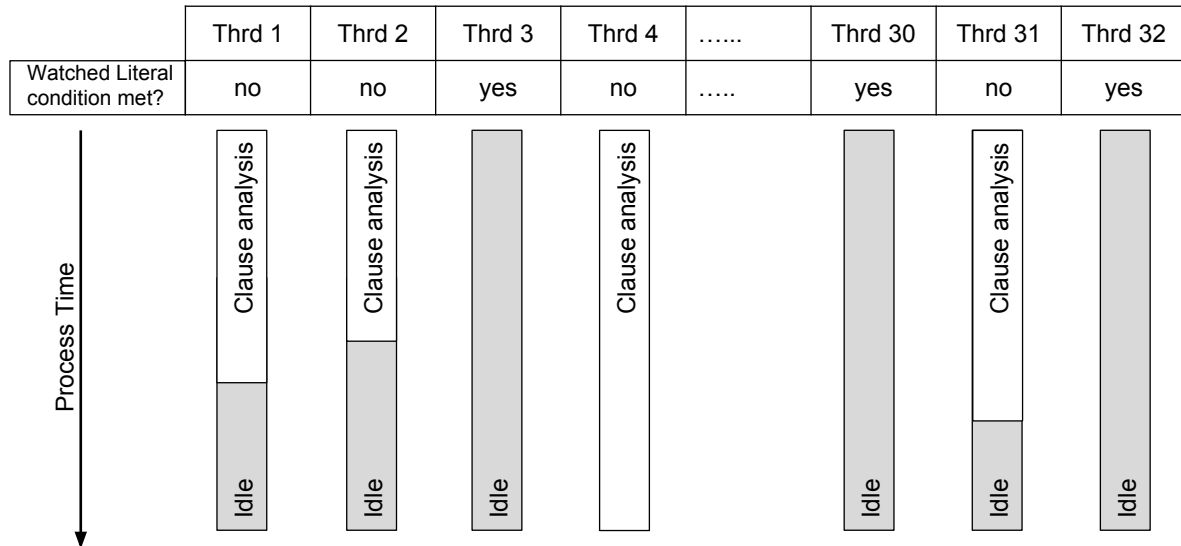 Thrd 1 Thrd 2 Thrd 3 Thrd 4 …... Thrd 30 Thrd 31 Thrd 32
Watched Literal
condition met?
no no yes no ….. yes no yes
Process Time
Clause analysis
Idle
Clause analysis
Idle
Idle
Clause analysis
Idle
Clause analysis
Idle
Idle